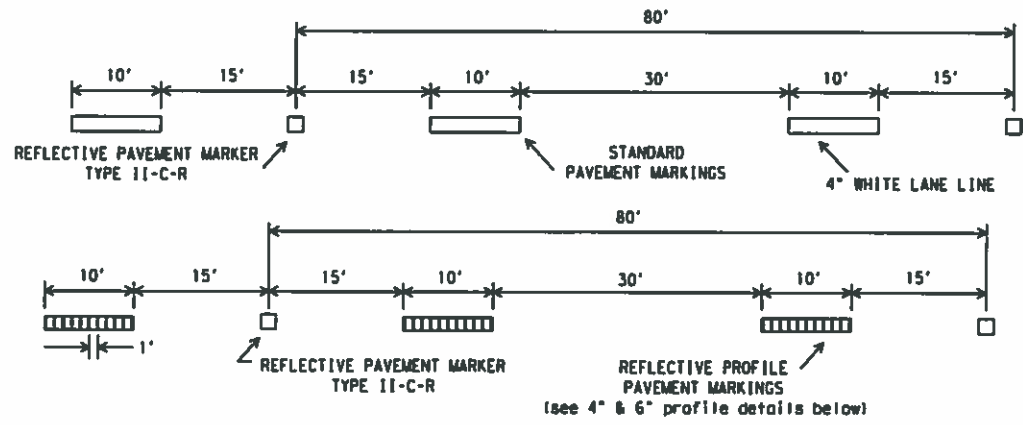 80'
10' 15' 15' 10' 30' 10' 15'
REFLECTIVE PAVEMENT MARKER
TYPE II-C-R
STANDARD
PAVEMENT MARKINGS
4" WHITE LANE LINE
80'
10' 15' 15' 10' 30' 10' 15'
1'
REFLECTIVE PAVEMENT MARKER
TYPE II-C-R
REFLECTIVE PROFILE
PAVEMENT MARKINGS
(see 4" & 6" profile details below)